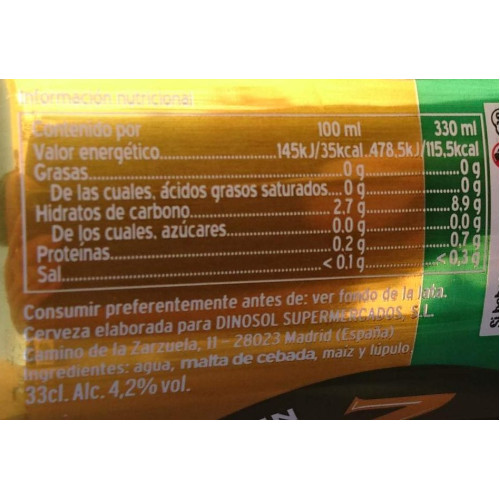 Información nutricional
Contenido por 100 ml 330 ml
Valor energético..................145kJ/35kcal..478,5kJ/115,5kcal
Grasas..................0 g..................0 g
De las cuales, ácidos grasos saturados....0 g..................0 g
Hidratos de carbono..................2.7 g..................8.9 g
De los cuales, azúcares..................0.0 g..................0.0 g
Proteínas..................0.2 g..................0.7 g
Sal..................< 0.1 g..................< 0,3 g
Consumir preferentemente antes de: ver fondo de la lata.
Cerveza elaborada para DINOSOL SUPERMERCADOS, S.L.
Camino de la Zarzuela, 11 - 28023 Madrid (España)
Ingredientes: agua, malta de cebada, maíz y lúpulo.
33cl. Alc. 4,2% vol.